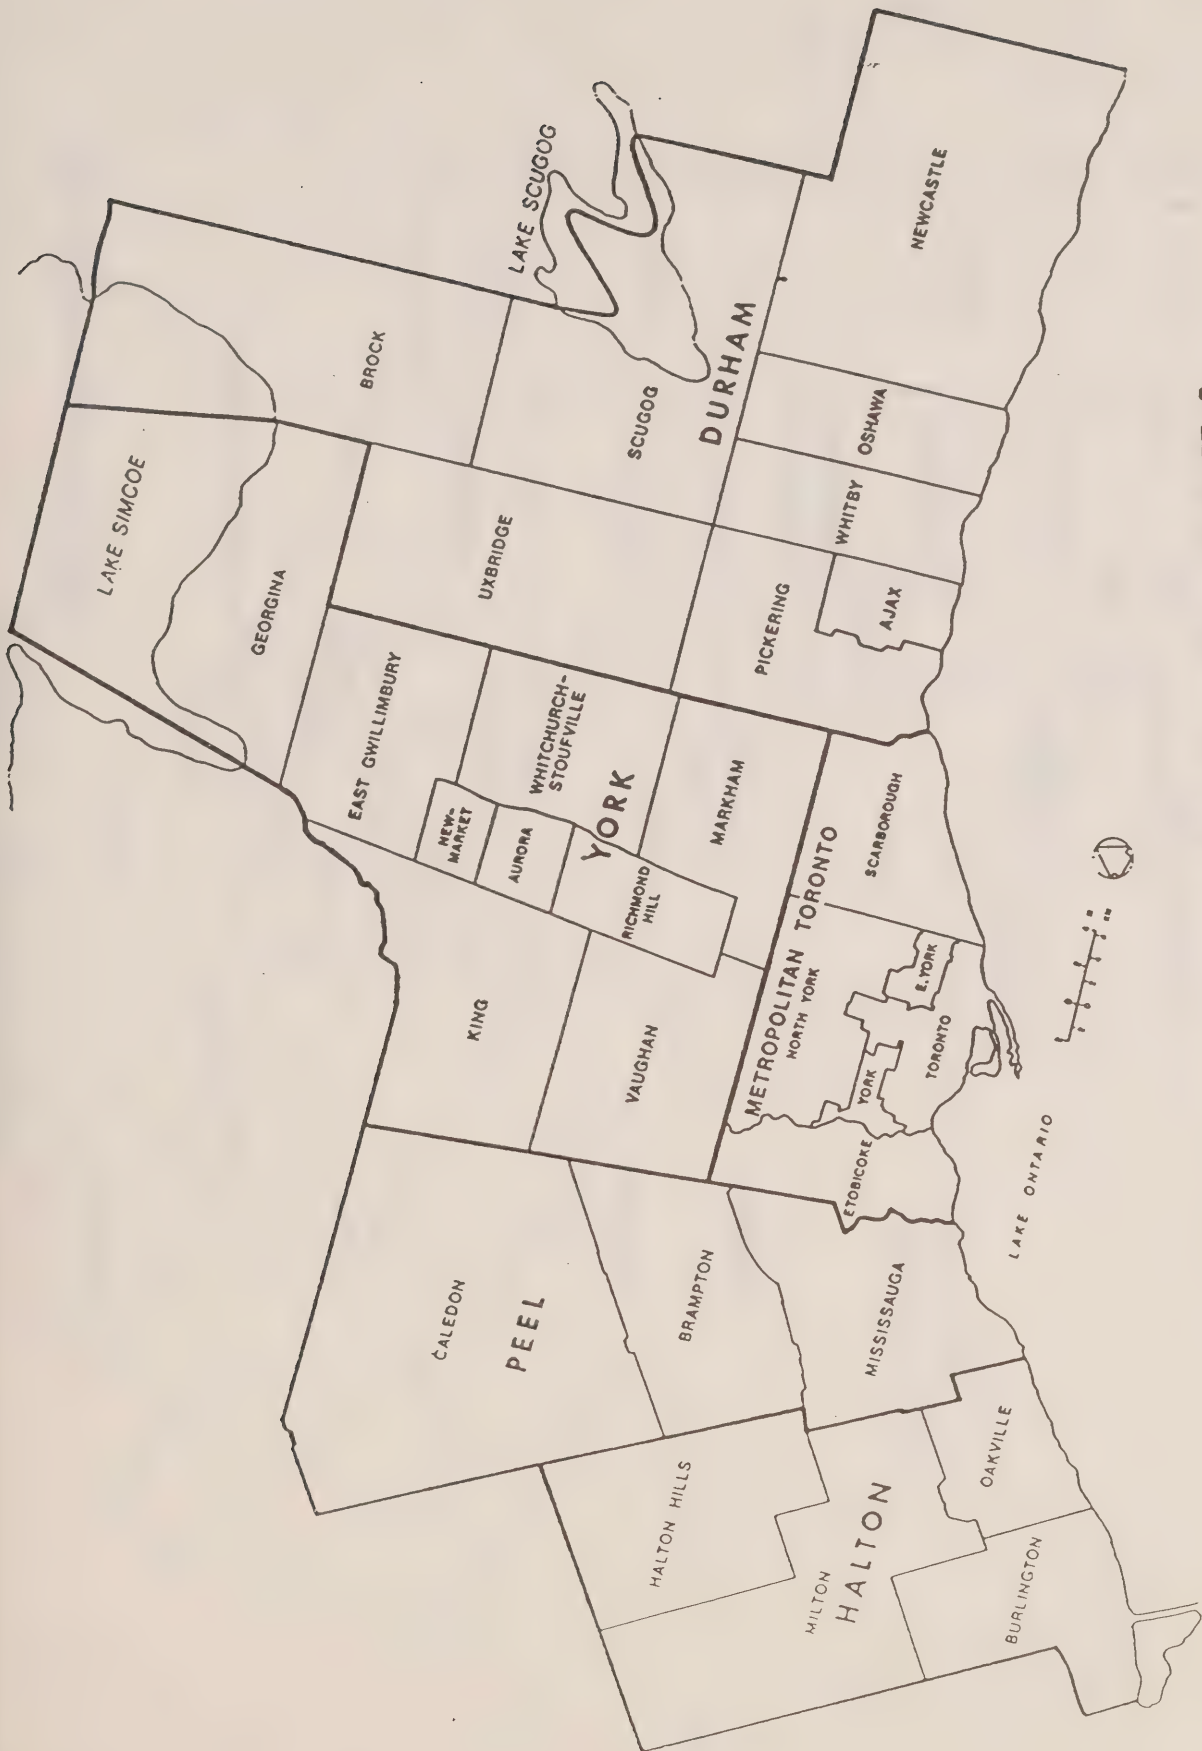 LAKE SIMCOE
GEORGINA
BROCK
LAKE SCUGOG
SCUGOG
UXBRIDGE
DURHAM
NEWCASTLE
OSHAWA
WHITBY
AJAX
PICKERING
EAST GWILLIMBURY
NEW-
MARKET
WHITCHURCH-
STOUFVILLE
AURORA
YORK
RICHMOND
HILL
MARKHAM
KING
VAUGHAN
METROPOLITAN TORONTO
NORTH YORK
SCARBOROUGH
E. YORK
YORK
TORONTO
ETOBICOKE
LAKE ONTARIO
CALEDON
PEEL
BRAMPTON
MISSISSAUGA
HALTON HILLS
MILTON
HALTON
OAKVILLE
BURLINGTON